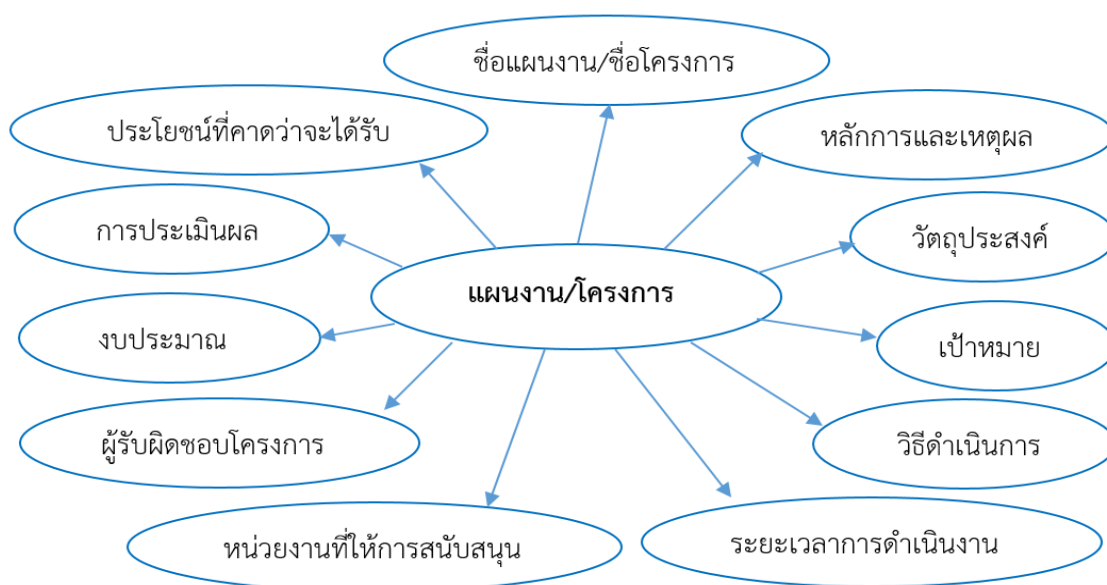 ชื่อแผนงาน/ชื่อโครงการ
ประโยชน์ที่คาดว่าจะได้รับ
หลักการและเหตุผล
การประเมินผล
วัตถุประสงค์
แผนงาน/โครงการ
งบประมาณ
เป้าหมาย
ผู้รับผิดชอบโครงการ
วิธีดำเนินการ
หน่วยงานที่ให้การสนับสนุน
ระยะเวลาการดำเนินงาน